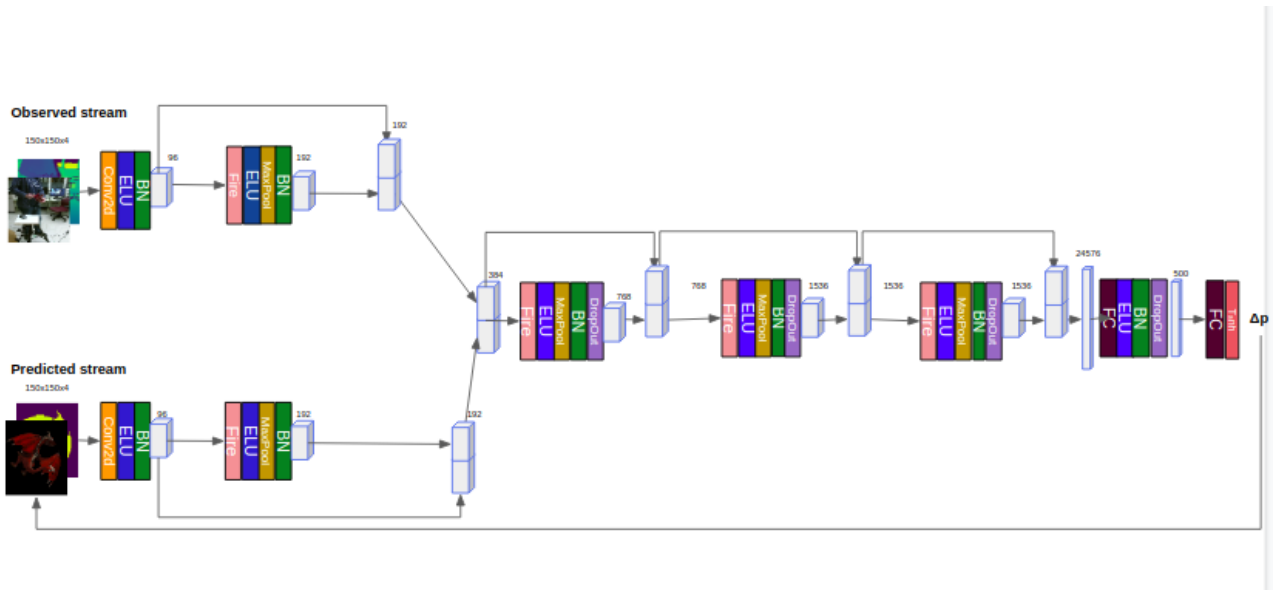 Observed stream
150x150x4
Conv2d
ELU
BN
96
Fire
ELU
MaxPool
BN
192
192
Predicted stream
150x150x4
Conv2d
ELU
BN
96
Fire
ELU
MaxPool
BN
192
192
384
Fire
ELU
MaxPool
BN
DropOut
768
768
Fire
ELU
MaxPool
BN
DropOut
1536
1536
Fire
ELU
MaxPool
BN
DropOut
1536
24576
FC
ELU
BN
DropOut
500
FC
Tanh
Δp